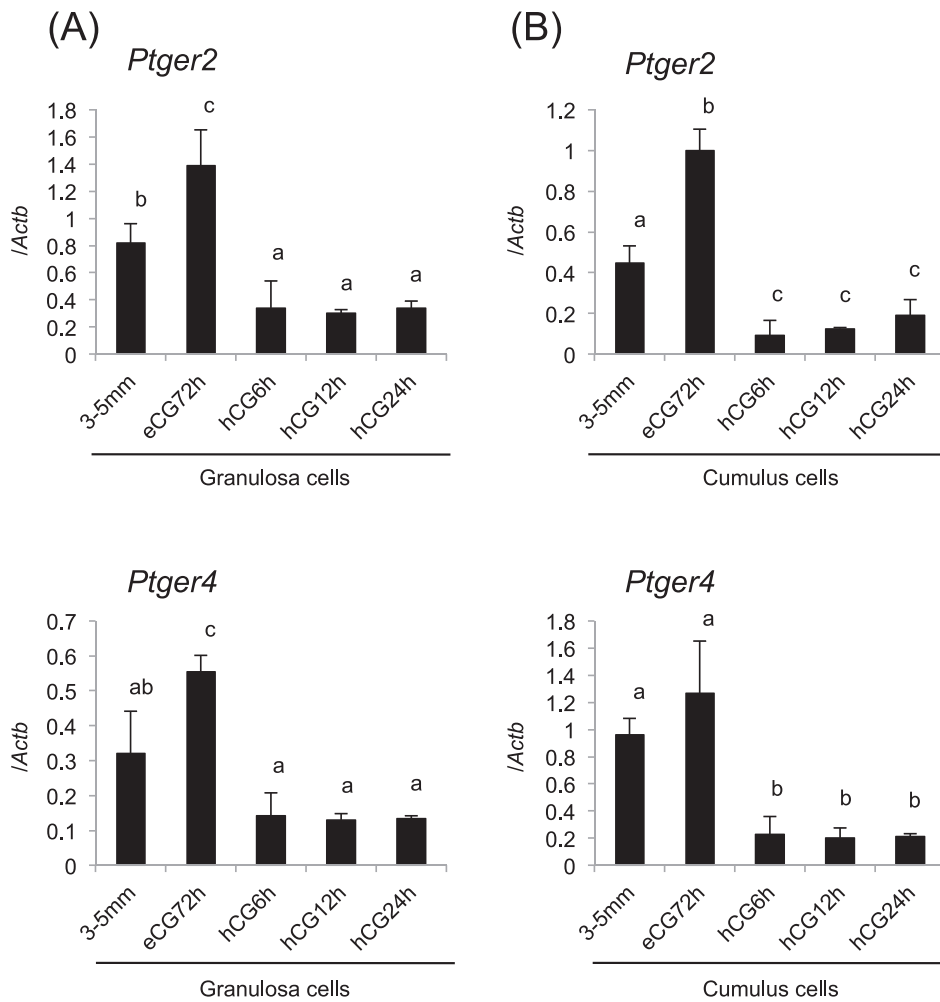 (A)
Ptger2
1.8
1.6
1.4
1.2
1
0.8
0.6
0.4
0.2
0
/Actb
b
c
a
a
a
3-5mm
eCG72h
hCG6h
hCG12h
hCG24h
Granulosa cells
(B)
Ptger2
1.2
1
0.8
0.6
0.4
0.2
0
/Actb
a
b
c
c
c
3-5mm
eCG72h
hCG6h
hCG12h
hCG24h
Cumulus cells
Ptger4
0.7
0.6
0.5
0.4
0.3
0.2
0.1
0
/Actb
ab
c
a
a
a
3-5mm
eCG72h
hCG6h
hCG12h
hCG24h
Granulosa cells
Ptger4
1.8
1.6
1.4
1.2
1
0.8
0.6
0.4
0.2
0
/Actb
a
a
b
b
b
3-5mm
eCG72h
hCG6h
hCG12h
hCG24h
Cumulus cells